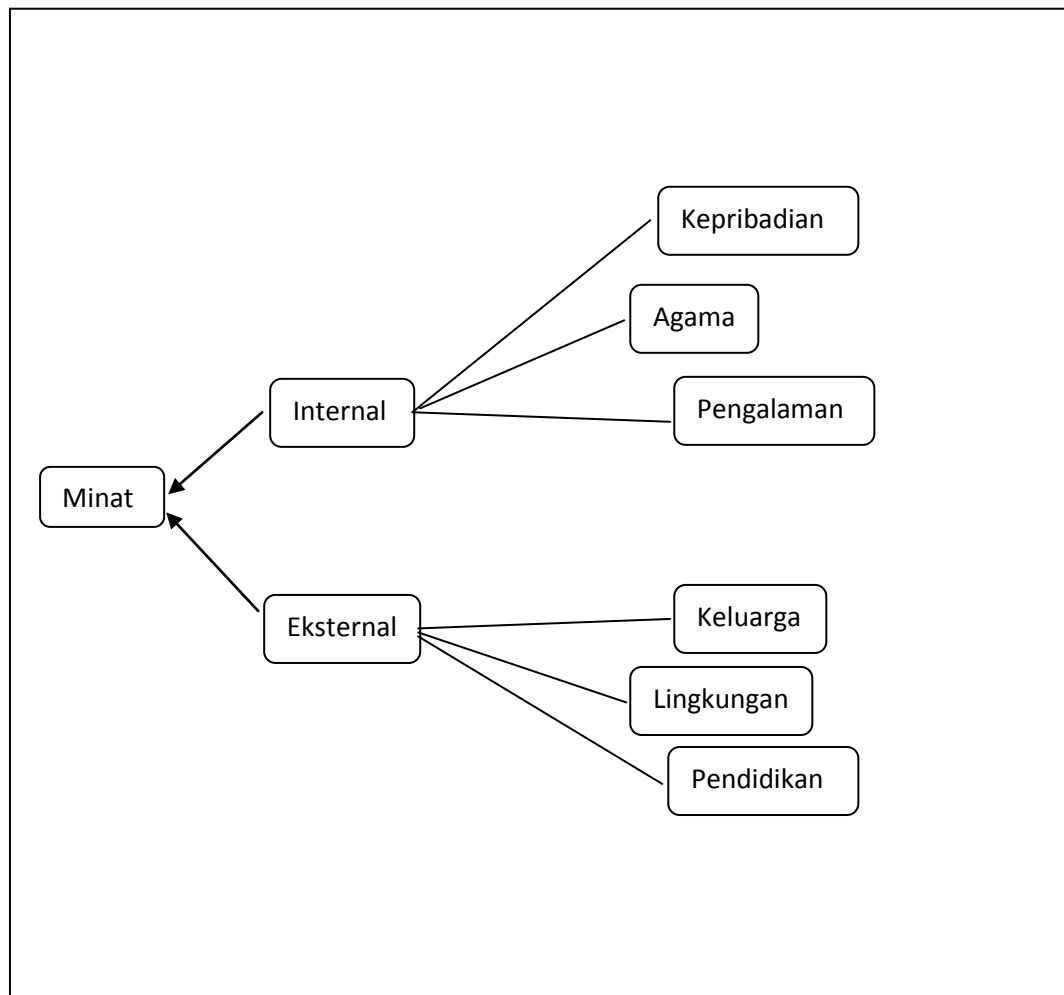 Kepribadian
Agama
Internal
Pengalaman
Minat
Keluarga
Eksternal
Lingkungan
Pendidikan